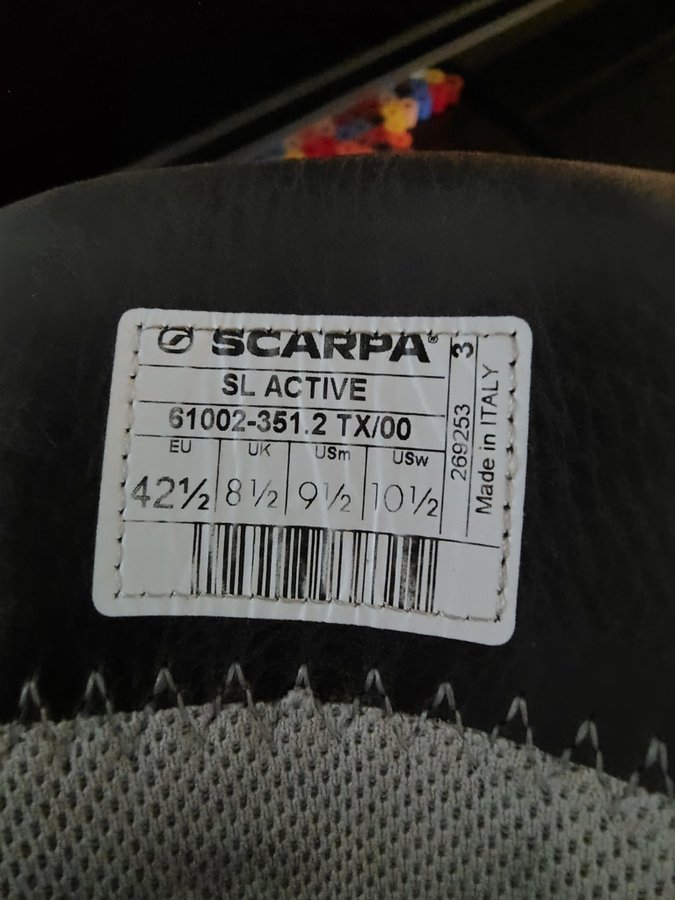 SCARPA®
SL ACTIVE
61002-351.2 TX/00
EU UK USm USw
42½ 8½ 9½ 10½
269253 3
Made in ITALY